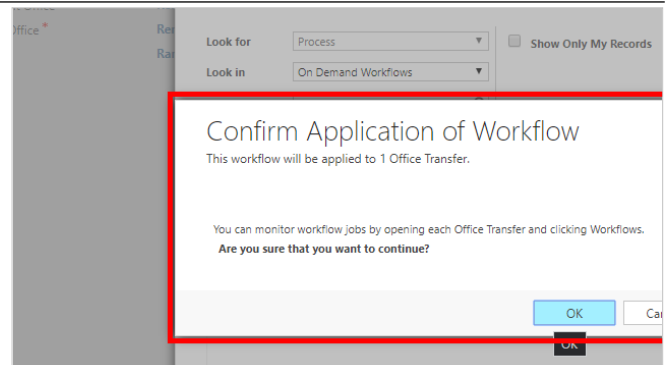 Office *
Look for
Process
Show Only My Records
Look in
On Demand Workflows
Confirm Application of Workflow
This workflow will be applied to 1 Office Transfer.
You can monitor workflow jobs by opening each Office Transfer and clicking Workflows.
Are you sure that you want to continue?
OK
OK